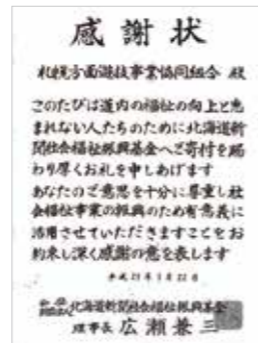 感謝状
札幌方面遊技事業協同組合 殿
このたびは道内の福祉の向上と恵
まれない人たちのために北海道新
聞社会福祉振興基金へご寄付を賜
わり厚くお礼を申しあげます
あなたのご意思を十分に尊重し社
会福祉事業の振興のため有意義に
活用させていただきますことをお
約束し深く感謝の意を表します
北海道新聞社会福祉振興基金
理事長 広瀬兼三